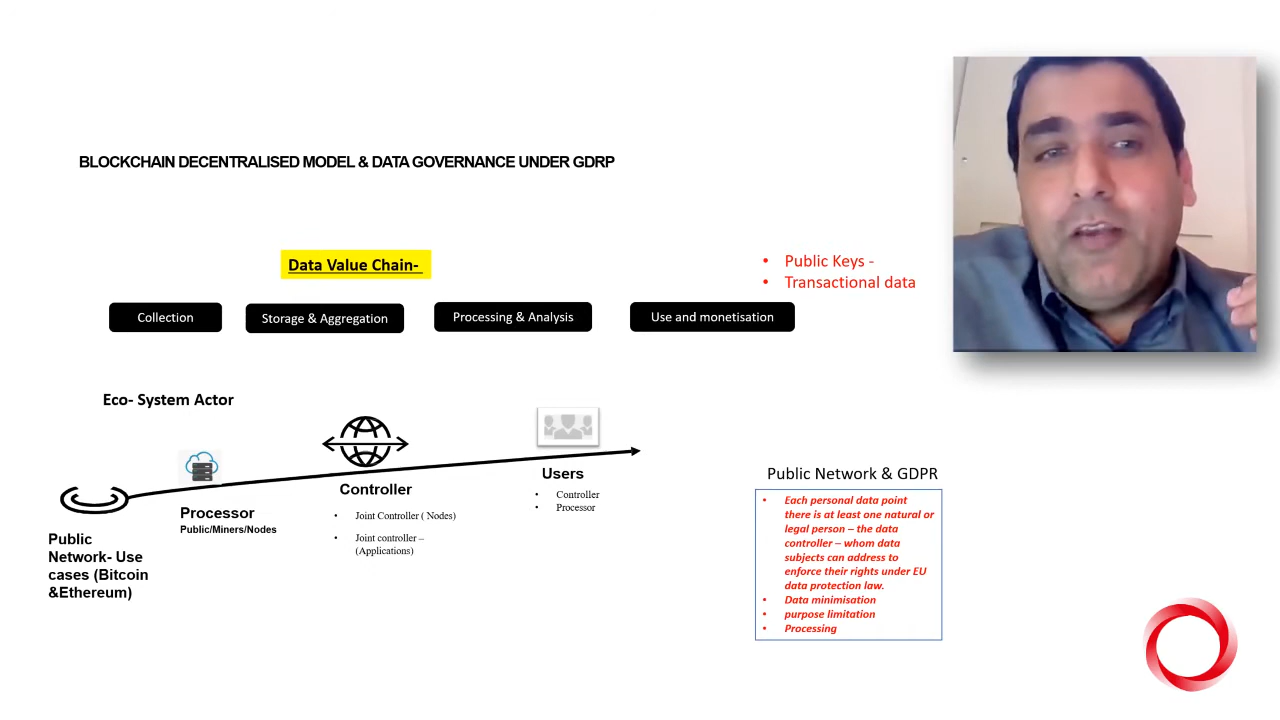 BLOCKCHAIN DECENTRALISED MODEL & DATA GOVERNANCE UNDER GDRP
Data Value Chain-
• Public Keys -
• Transactional data
Collection
Storage & Aggregation
Processing & Analysis
Use and monetisation
Eco- System Actor
Public
Network- Use
cases (Bitcoin
&Ethereum)
Processor
Public/Miners/Nodes
Controller
• Joint Controller ( Nodes)
• Joint controller –
(Applications)
Users
• Controller
• Processor
Public Network & GDPR
• Each personal data point
there is at least one natural or
legal person – the data
controller – whom data
subjects can address to
enforce their rights under EU
data protection law.
• Data minimisation
• purpose limitation
• Processing